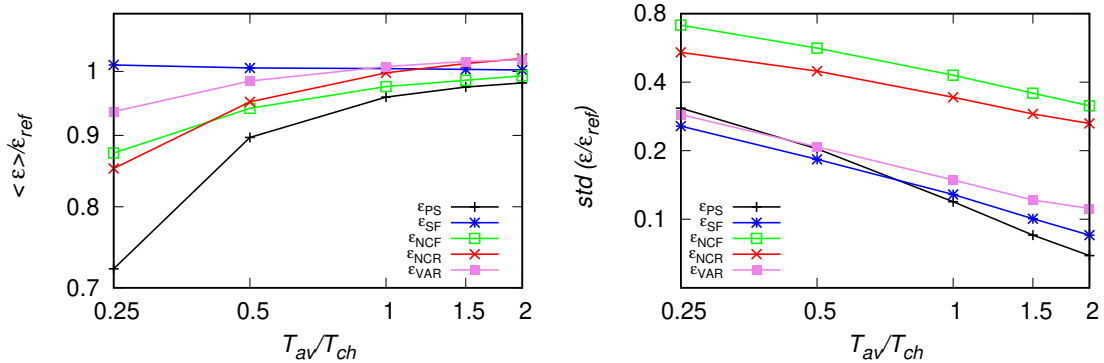 1
0.9
0.8
0.7
<ε>/ε_ref
ε_PS
ε_SF
ε_NCF
ε_NCR
ε_VAR
0.25 0.5 1 1.5 2
T_av/T_ch
0.8
0.4
0.2
0.1
std (ε/ε_ref)
ε_PS
ε_SF
ε_NCF
ε_NCR
ε_VAR
0.25 0.5 1 1.5 2
T_av/T_ch